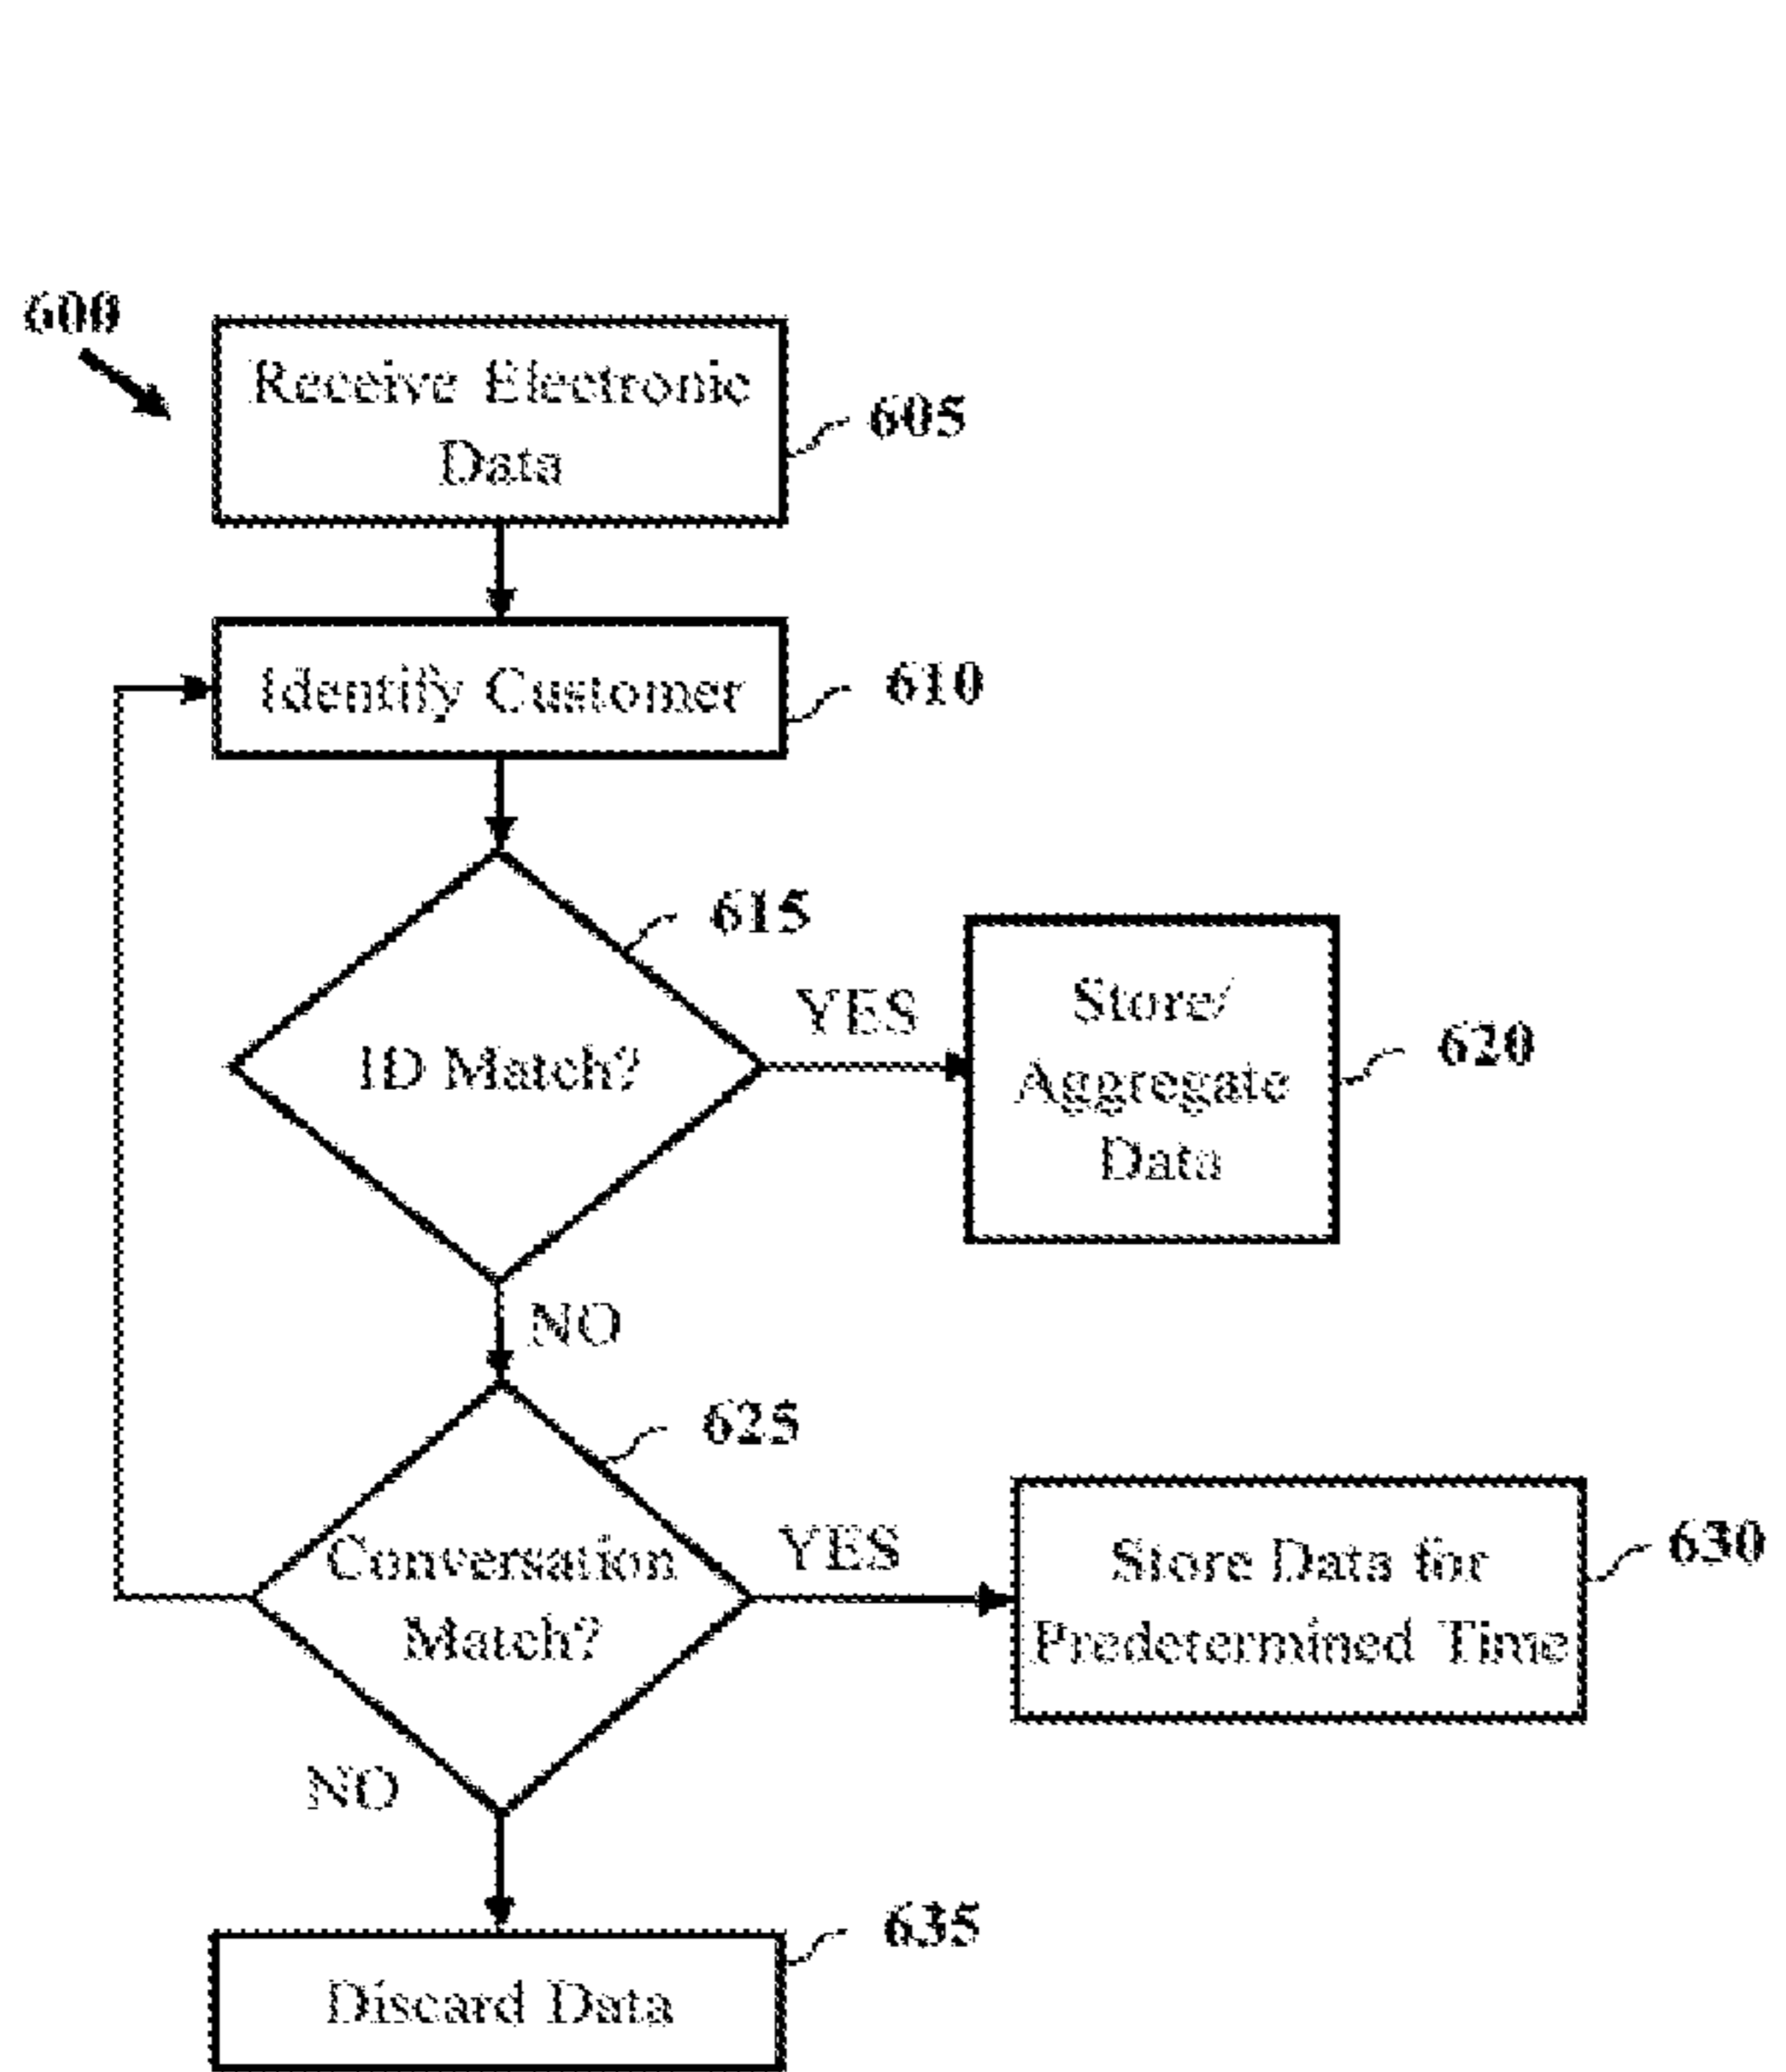 600
Receive Electronic
Data
605
Identify Customer
610
615
ID Match?
YES
Store/
Aggregate
Data
620
NO
625
Conversation
Match?
YES
Store Data for
Predetermined Time
630
NO
635
Discard Data